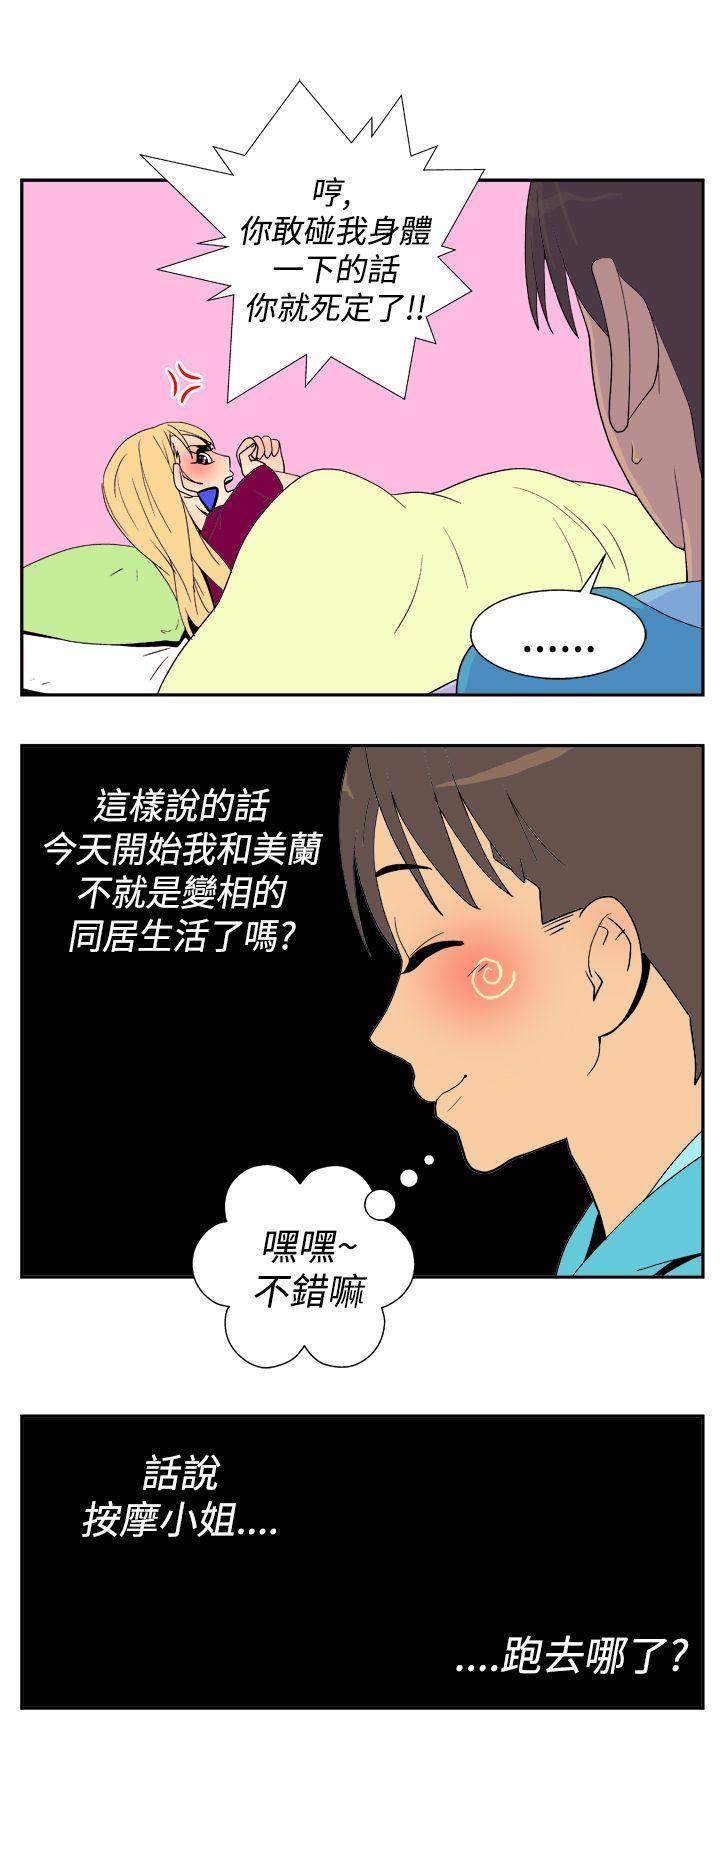 哼,
你敢碰我身體
一下的話
你就死定了!!
......
這樣說的話
今天開始我和美蘭
不就是變相的
同居生活了嗎?
嘿嘿~
不錯嘛
話說
按摩小姐....
....跑去哪了?